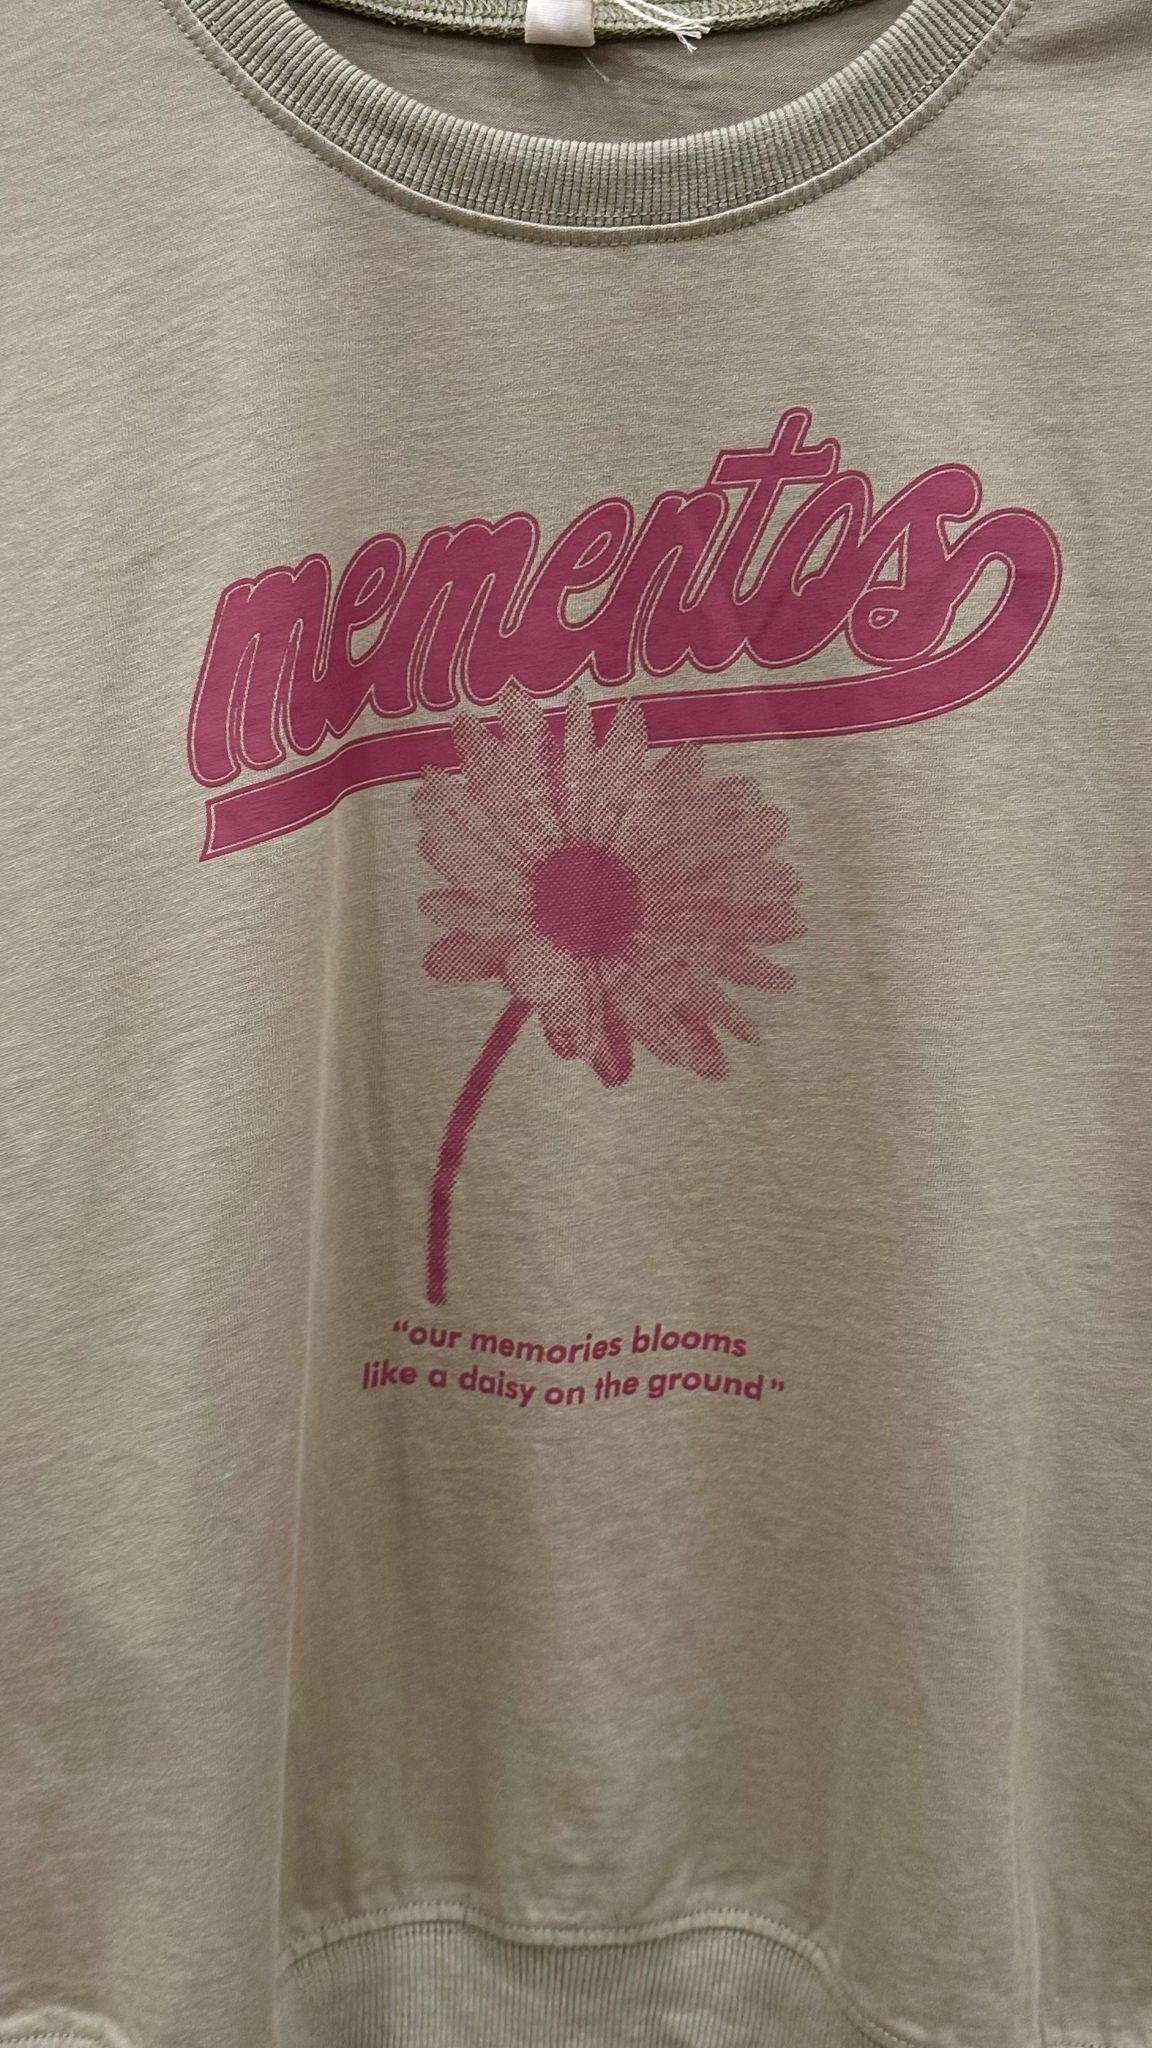 mementos
“our memories blooms
like a daisy on the ground”